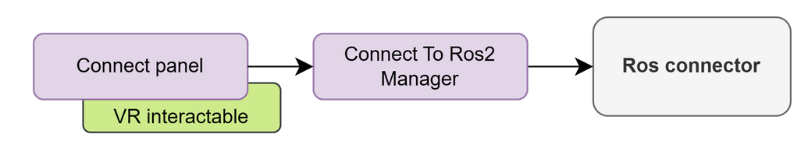 Connect panel
VR interactable
Connect To Ros2
Manager
Ros connector